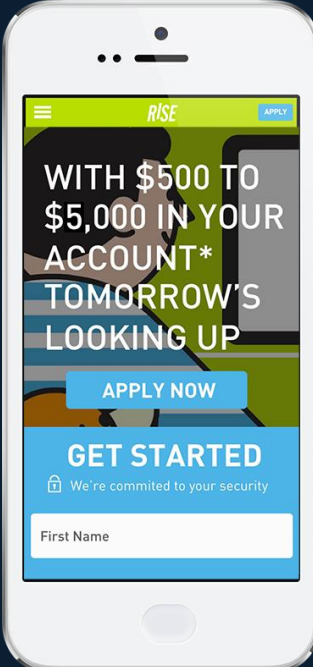 RISE
APPLY
WITH $500 TO
$5,000 IN YOUR
ACCOUNT*
TOMORROW'S
LOOKING UP
APPLY NOW
GET STARTED
We're commited to your security
First Name